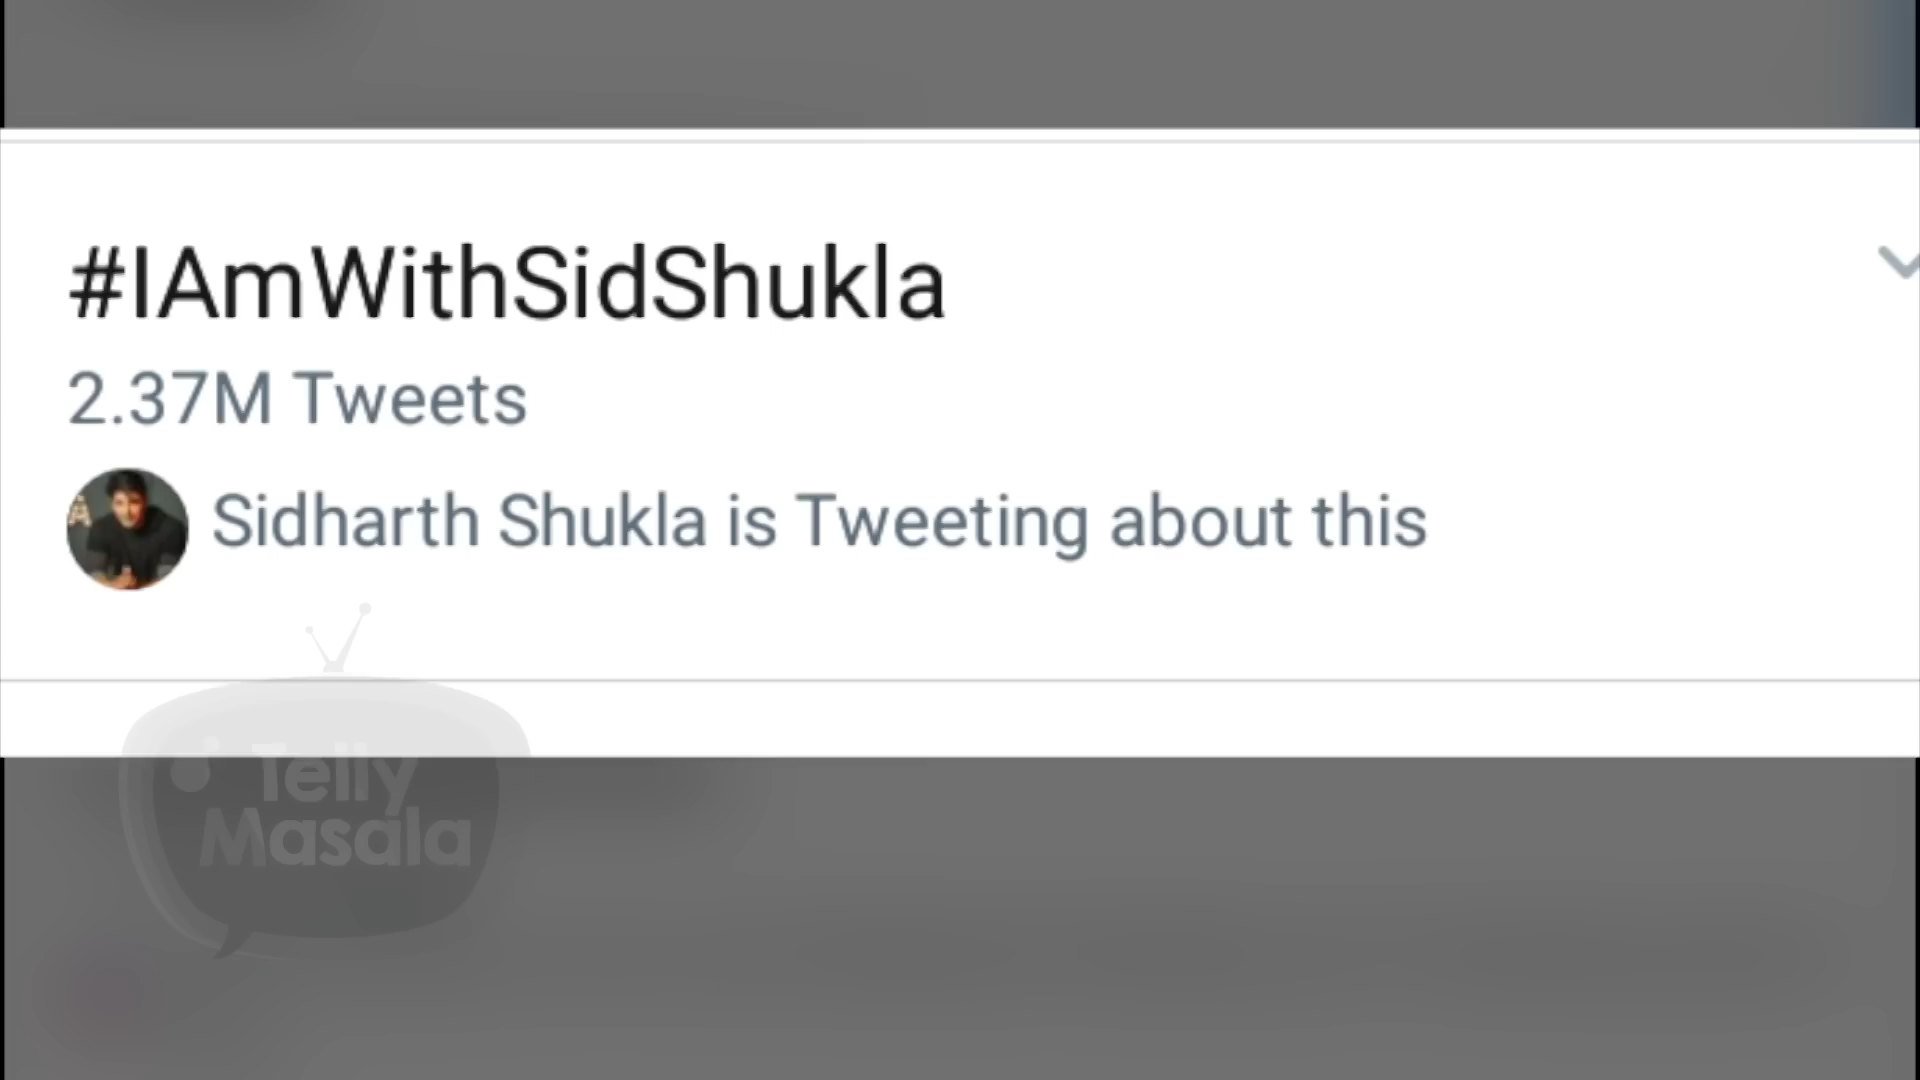 #IAmWithSidShukla
2.37M Tweets
Sidharth Shukla is Tweeting about this
Telly
Masala